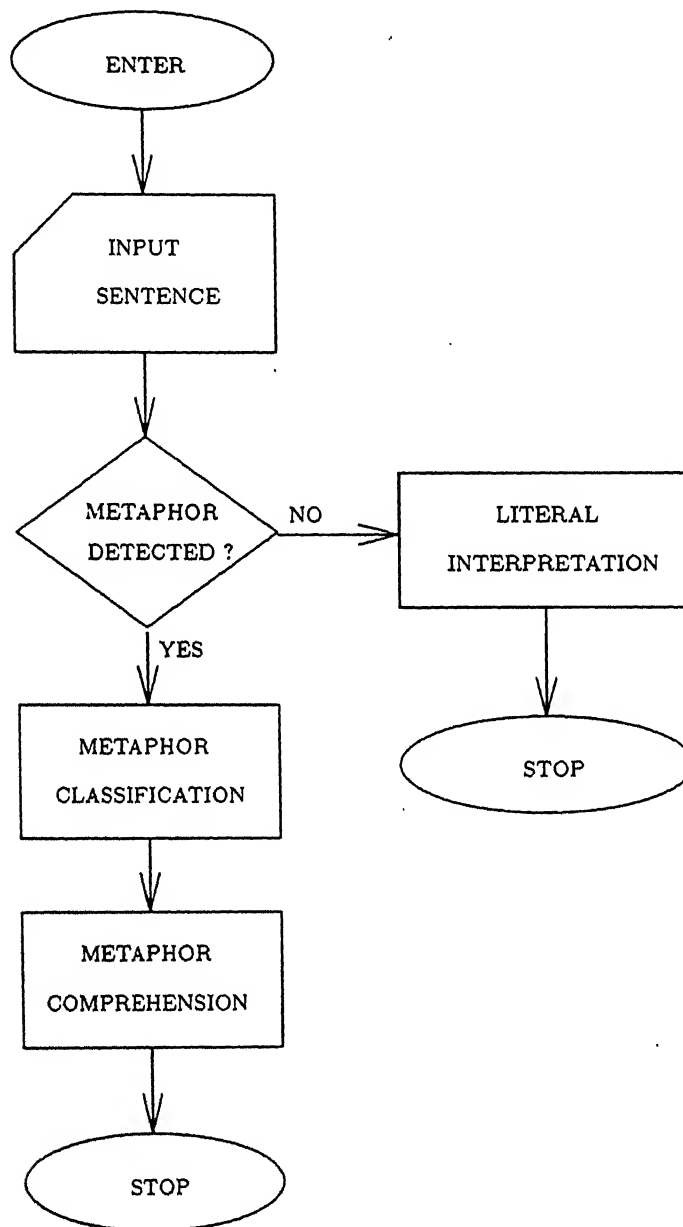 ENTER
INPUT
SENTENCE
METAPHOR
DETECTED ?
NO
LITERAL
INTERPRETATION
YES
STOP
METAPHOR
CLASSIFICATION
METAPHOR
COMPREHENSION
STOP